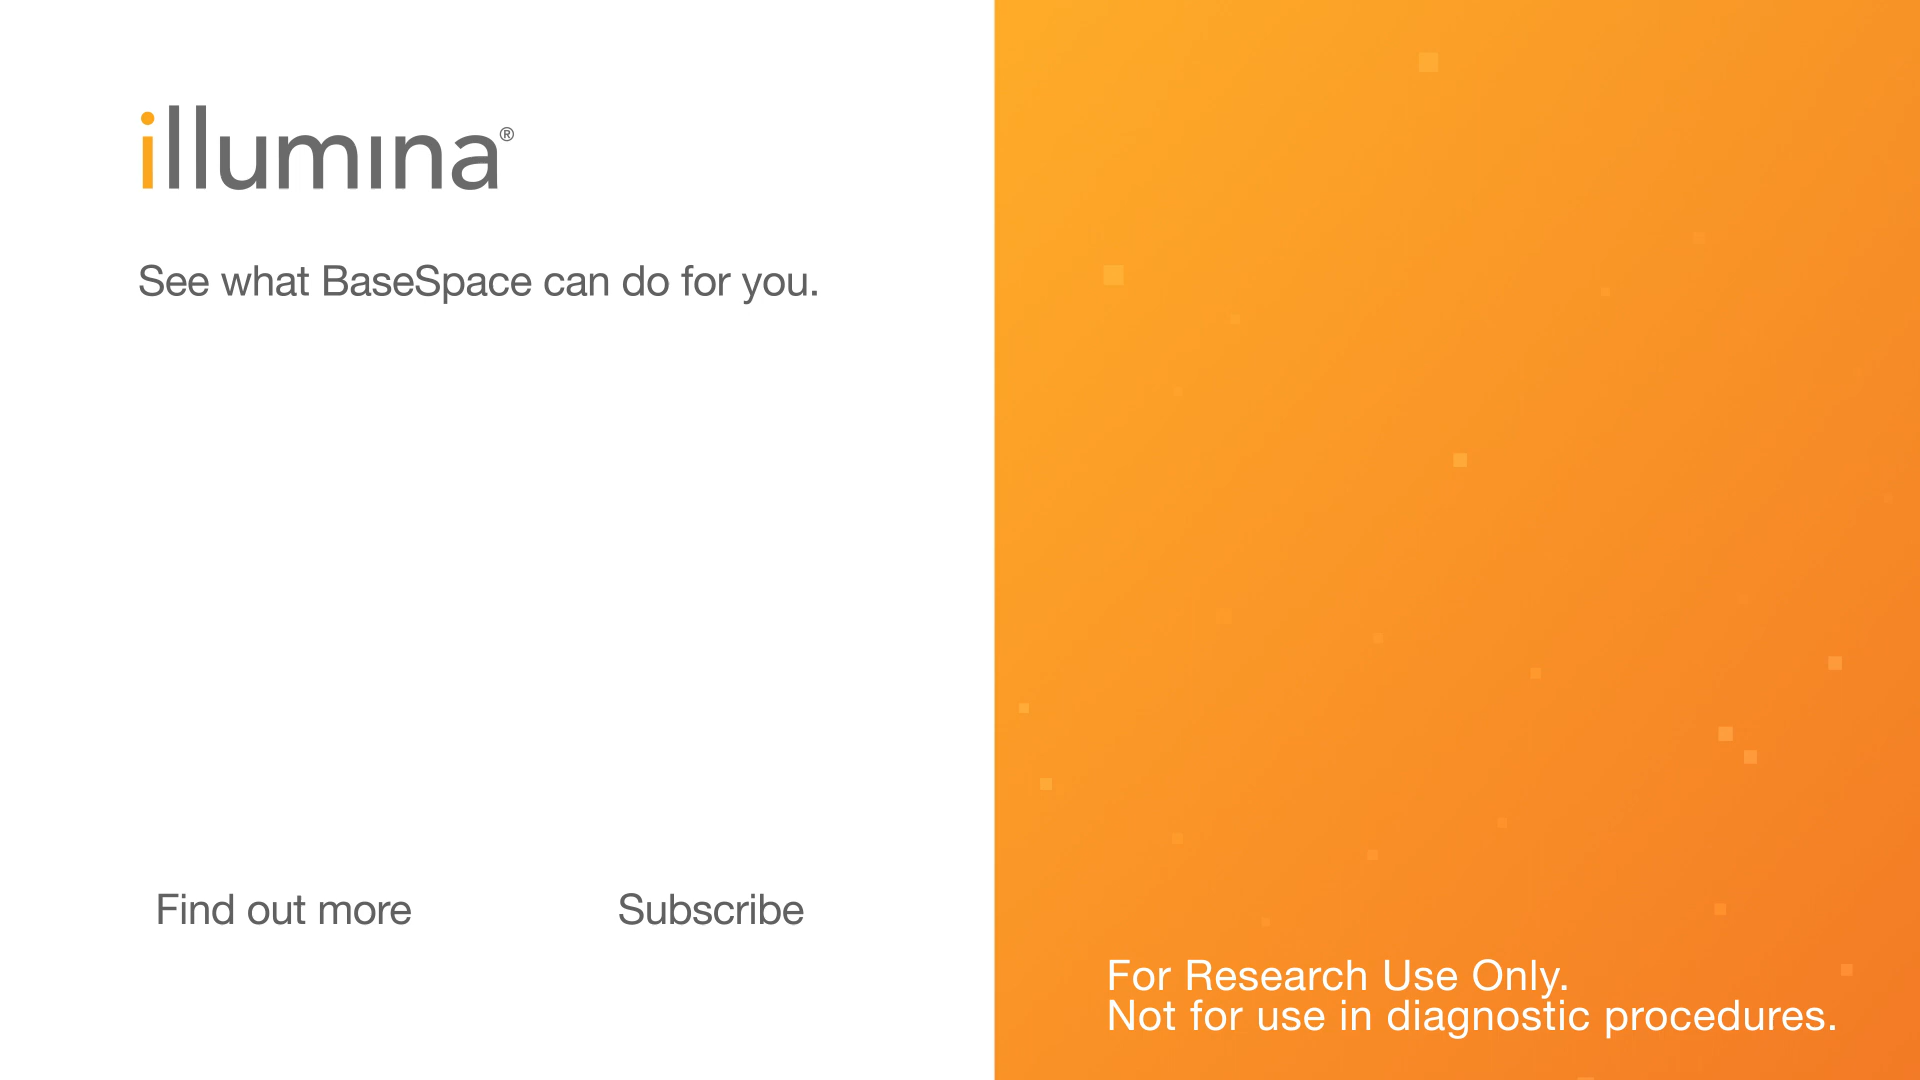 illumina®
See what BaseSpace can do for you.
Find out more
Subscribe
For Research Use Only.
Not for use in diagnostic procedures.